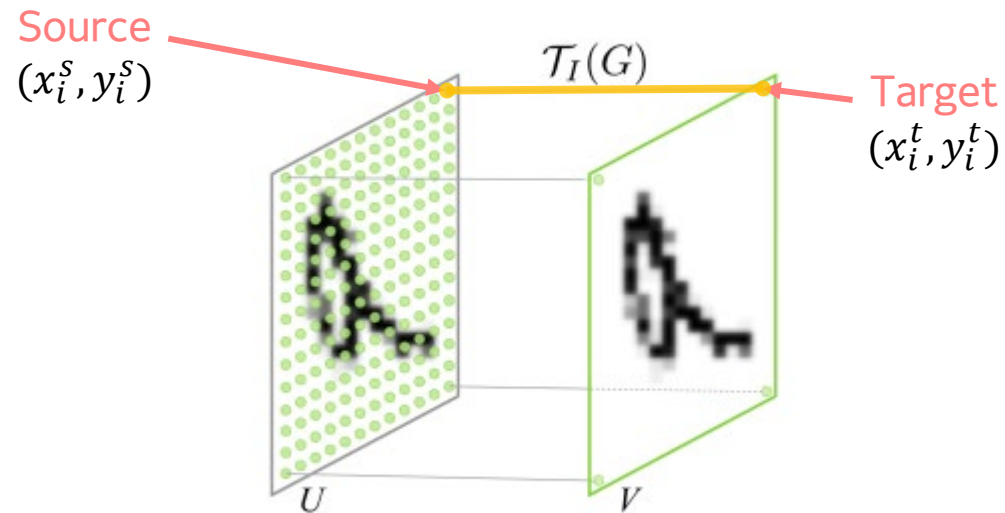 Source
(x_i^s, y_i^s)
𝒯_I(G)
Target
(x_i^t, y_i^t)
U
V